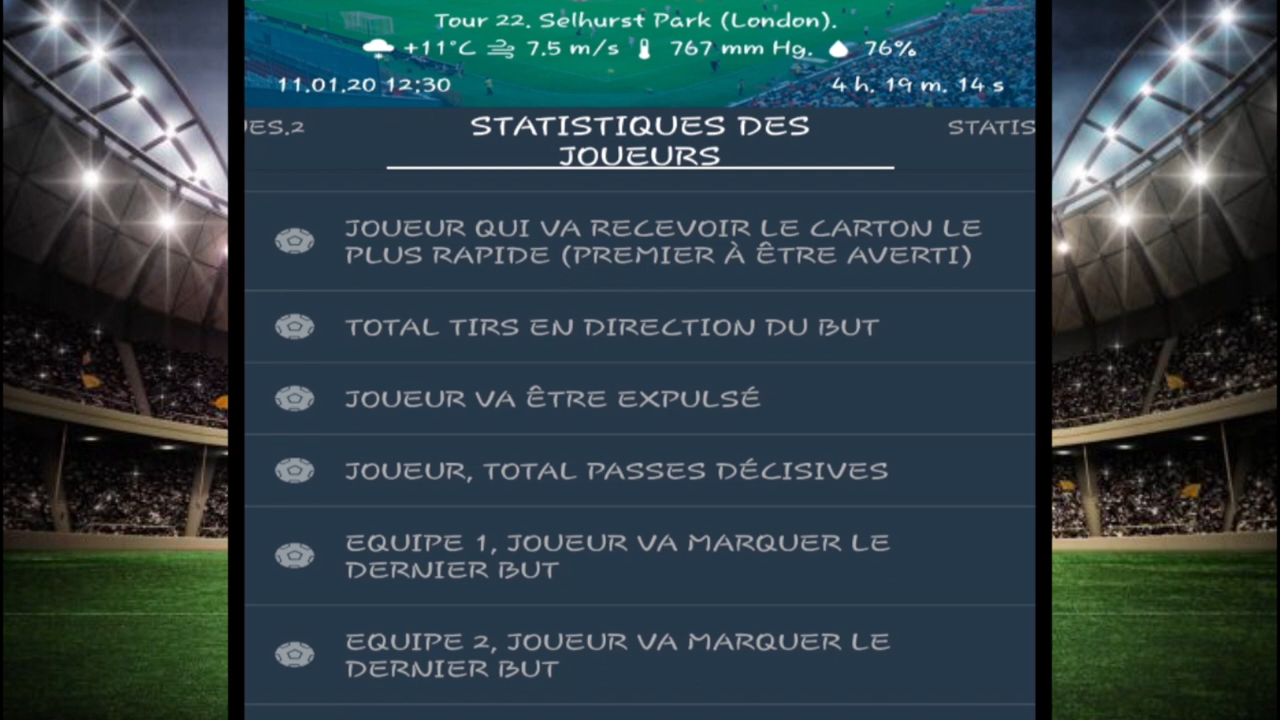 Tour 22. Selhurst Park (London).
+11°C 7.5 m/s 767 mm Hg. 76%
11.01.20 12:30 4 h. 19 m. 14 s
ES.2 STATISTIQUES DES JOUEURS STATIS
JOUEUR QUI VA RECEVOIR LE CARTON LE
PLUS RAPIDE (PREMIER À ÊTRE AVERTI)
TOTAL TIRS EN DIRECTION DU BUT
JOUEUR VA ÊTRE EXPULSÉ
JOUEUR, TOTAL PASSES DÉCISIVES
EQUIPE 1, JOUEUR VA MARQUER LE
DERNIER BUT
EQUIPE 2, JOUEUR VA MARQUER LE
DERNIER BUT